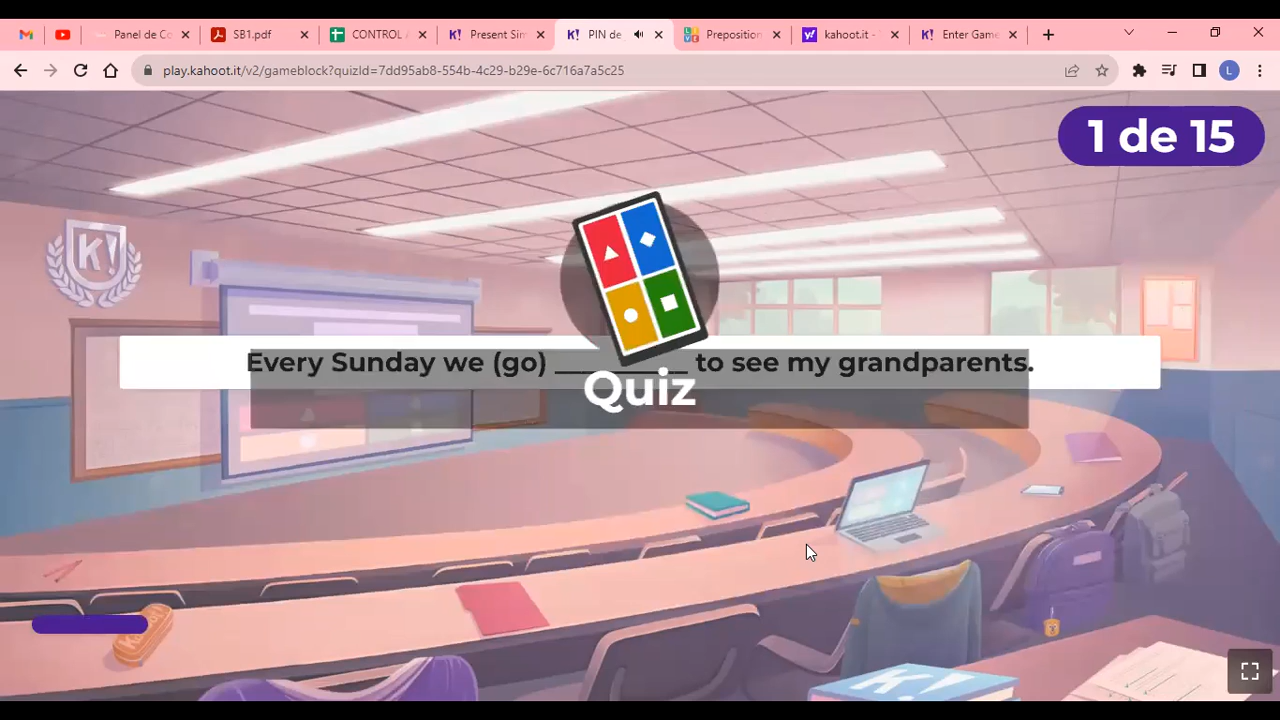 Panel de Co
SB1.pdf
CONTROL A
Present Sim
PIN de
Preposition
kahoot.it -
Enter Game
play.kahoot.it/v2/gameblock?quizId=7dd95ab8-554b-4c29-b29e-6c716a7a5c25
L
1 de 15
K!
Every Sunday we (go) __________ to see my grandparents.
Quiz
Kahoot!
K!